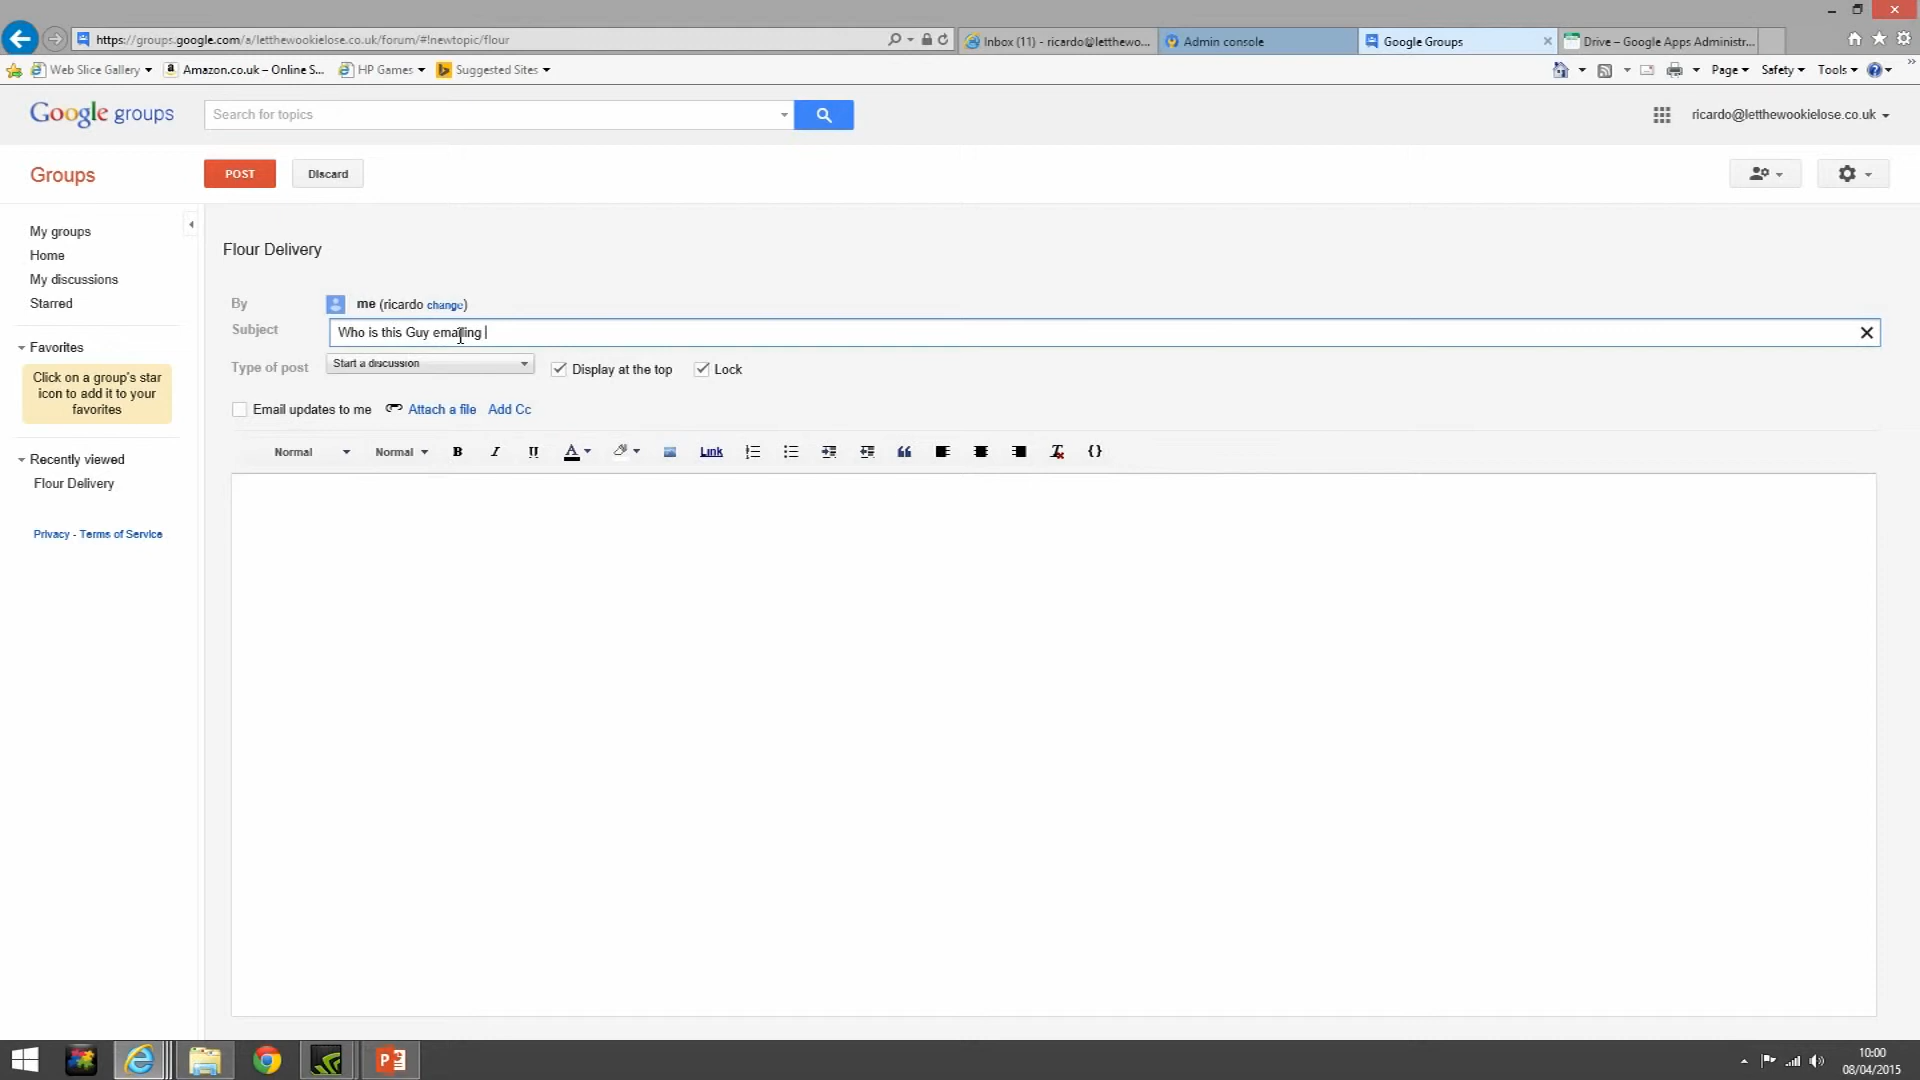 https://groups.google.com/a/letthewookielose.co.uk/forum/#!newtopic/flour
Inbox (11) - ricardo@letthewo...
Admin console
Google Groups
Drive – Google Apps Administr...
Web Slice Gallery
Amazon.co.uk – Online S...
HP Games
Suggested Sites
Page
Safety
Tools
Google groups
Search for topics
ricardo@letthewookielose.co.uk
Groups
POST
Discard
My groups
Home
My discussions
Starred
Favorites
Click on a group's star
icon to add it to your
favorites
Recently viewed
Flour Delivery
Privacy - Terms of Service
Flour Delivery
By
me (ricardo change)
Subject
Who is this Guy emailing
Type of post
Start a discussion
Display at the top
Lock
Email updates to me
Attach a file
Add Cc
Normal
Normal
B
I
U
A
Link
{}
10:00
08/04/2015